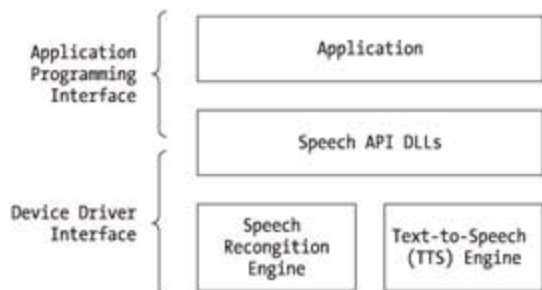 Application
Programming
Interface
Application
Speech API DLLs
Device Driver
Interface
Speech
Recongition
Engine
Text-to-Speech
(TTS) Engine